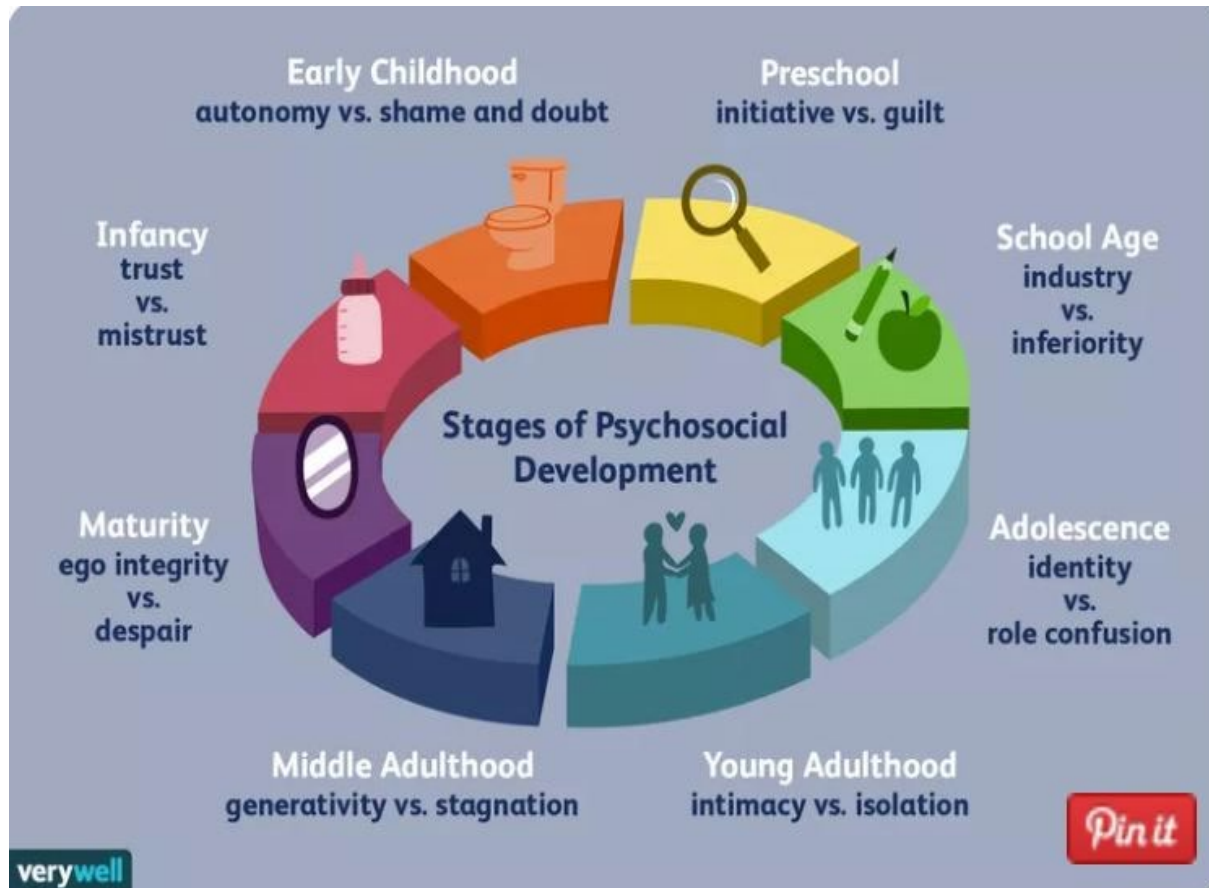 Early Childhood
autonomy vs. shame and doubt
Preschool
initiative vs. guilt
Infancy
trust
vs.
mistrust
School Age
industry
vs.
inferiority
Stages of Psychosocial
Development
Maturity
ego integrity
vs.
despair
Adolescence
identity
vs.
role confusion
Middle Adulthood
generativity vs. stagnation
Young Adulthood
intimacy vs. isolation
Pin it
verywell